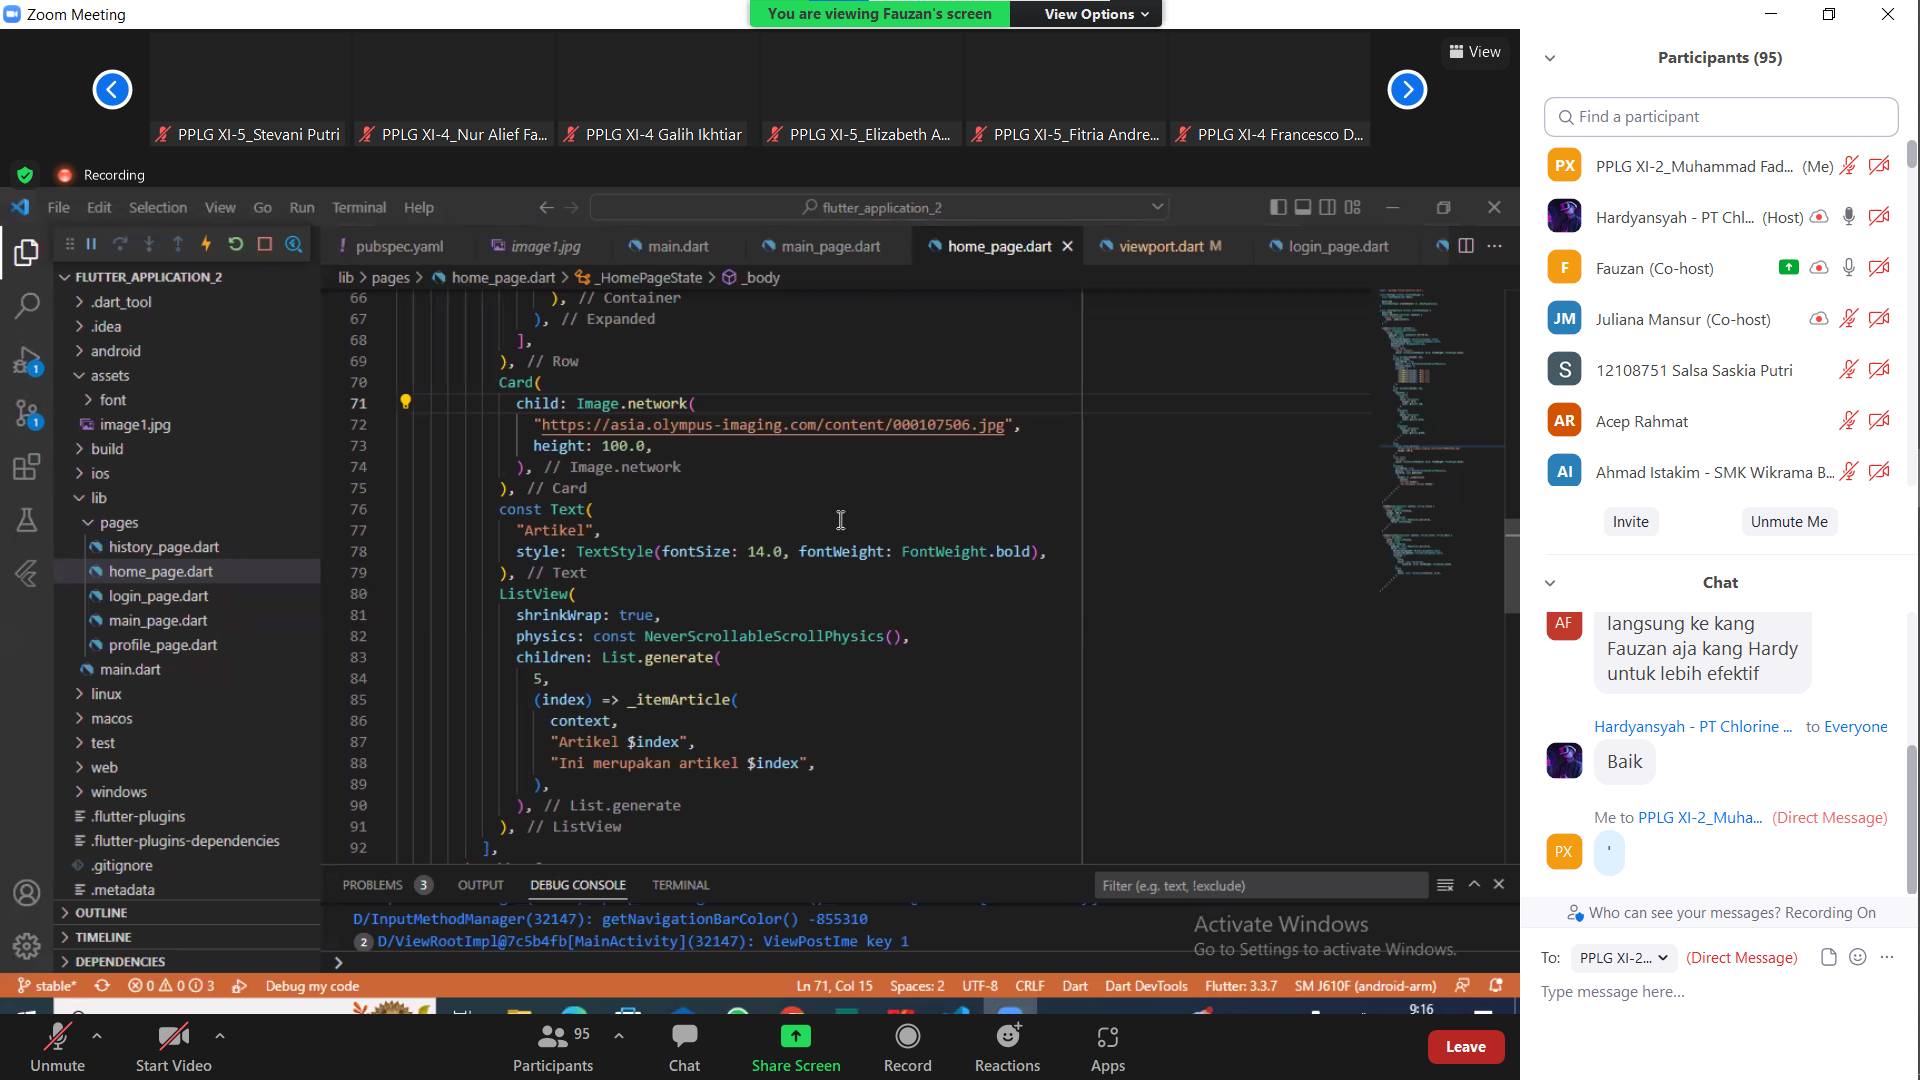 Zoom Meeting
You are viewing Fauzan's screen
View Options
View
PPLG XI-5_Stevani Putri
PPLG XI-4_Nur Alief Fa...
PPLG XI-4 Galih Ikhtiar
PPLG XI-5_Elizabeth A...
PPLG XI-5_Fitria Andre...
PPLG XI-4 Francesco D...
Recording
File Edit Selection View Go Run Terminal Help
flutter_application_2
pubspec.yaml
image1.jpg
main.dart
main_page.dart
home_page.dart
viewport.dart M
login_page.dart
lib > pages > home_page.dart > _HomePageState > _body
FLUTTER_APPLICATION_2
.dart_tool
.idea
android
assets
font
image1.jpg
build
ios
lib
pages
history_page.dart
home_page.dart
login_page.dart
main_page.dart
profile_page.dart
main.dart
linux
macos
test
web
windows
.flutter-plugins
.flutter-plugins-dependencies
.gitignore
.metadata
OUTLINE
TIMELINE
DEPENDENCIES
66 ), // Container
67 ), // Expanded
68 ],
69 ), // Row
70 Card(
71 child: Image.network(
72 "https://asia.olympus-imaging.com/content/000107506.jpg",
73 height: 100.0,
74 ), // Image.network
75 ), // Card
76 const Text(
77 "Artikel",
78 style: TextStyle(fontSize: 14.0, fontWeight: FontWeight.bold),
79 ), // Text
80 ListView(
81 shrinkWrap: true,
82 physics: const NeverScrollableScrollPhysics(),
83 children: List.generate(
84 5,
85 (index) => _itemArticle(
86 context,
87 "Artikel $index",
88 "Ini merupakan artikel $index",
89 ),
90 ), // List.generate
91 ), // ListView
92 ],
PROBLEMS 3 OUTPUT DEBUG CONSOLE TERMINAL
Filter (e.g. text, !exclude)
D/InputMethodManager(32147): getNavigationBarColor() -855310
2 D/ViewRootImpl@7c5b4fb[MainActivity](32147): ViewPostIme key 1
Activate Windows
Go to Settings to activate Windows.
stable* 0 0 3 Debug my code
Ln 71, Col 15 Spaces: 2 UTF-8 CRLF Dart Dart DevTools Flutter: 3.3.7 SM J610F (android-arm)
9:16
Unmute
Start Video
95
Participants
Chat
Share Screen
Record
Reactions
Apps
Leave
Participants (95)
Find a participant
PX PPLG XI-2_Muhammad Fad... (Me)
Hardyansyah - PT Chl... (Host)
F Fauzan (Co-host)
JM Juliana Mansur (Co-host)
S 12108751 Salsa Saskia Putri
AR Acep Rahmat
AI Ahmad Istakim - SMK Wikrama B...
Invite
Unmute Me
Chat
AF
langsung ke kang
Fauzan aja kang Hardy
untuk lebih efektif
Hardyansyah - PT Chlorine ... to Everyone
Baik
Me to PPLG XI-2_Muha... (Direct Message)
PX '
Who can see your messages? Recording On
To: PPLG XI-2... (Direct Message)
Type message here...